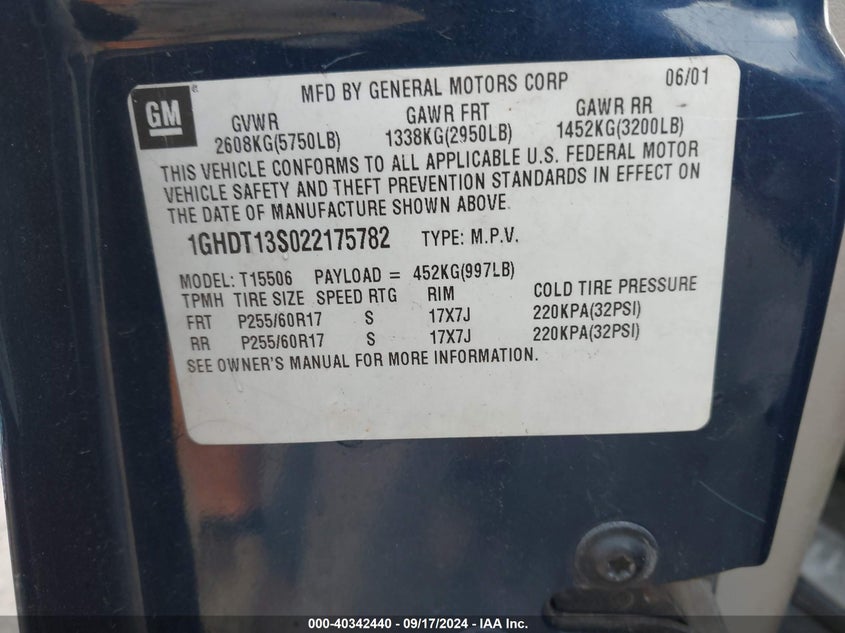 GM ®
MFD BY GENERAL MOTORS CORP 06/01
GVWR GAWR FRT GAWR RR
2608KG(5750LB) 1338KG(2950LB) 1452KG(3200LB)
THIS VEHICLE CONFORMS TO ALL APPLICABLE U.S. FEDERAL MOTOR
VEHICLE SAFETY AND THEFT PREVENTION STANDARDS IN EFFECT ON
THE DATE OF MANUFACTURE SHOWN ABOVE.
1GHDT13S022175782 TYPE: M.P.V.
MODEL: T15506 PAYLOAD = 452KG(997LB)
TPMH TIRE SIZE SPEED RTG RIM COLD TIRE PRESSURE
FRT P255/60R17 S 17X7J 220KPA(32PSI)
RR P255/60R17 S 17X7J 220KPA(32PSI)
SEE OWNER'S MANUAL FOR MORE INFORMATION.
000-40342440 - 09/17/2024 - IAA Inc.